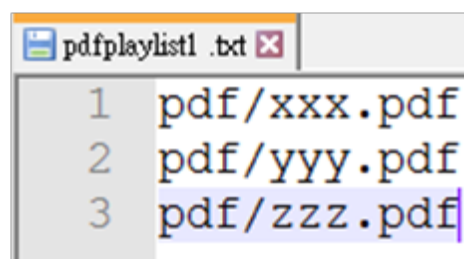 pdfplaylist1 .txt
1 pdf/xxx.pdf
2 pdf/yyy.pdf
3 pdf/zzz.pdf